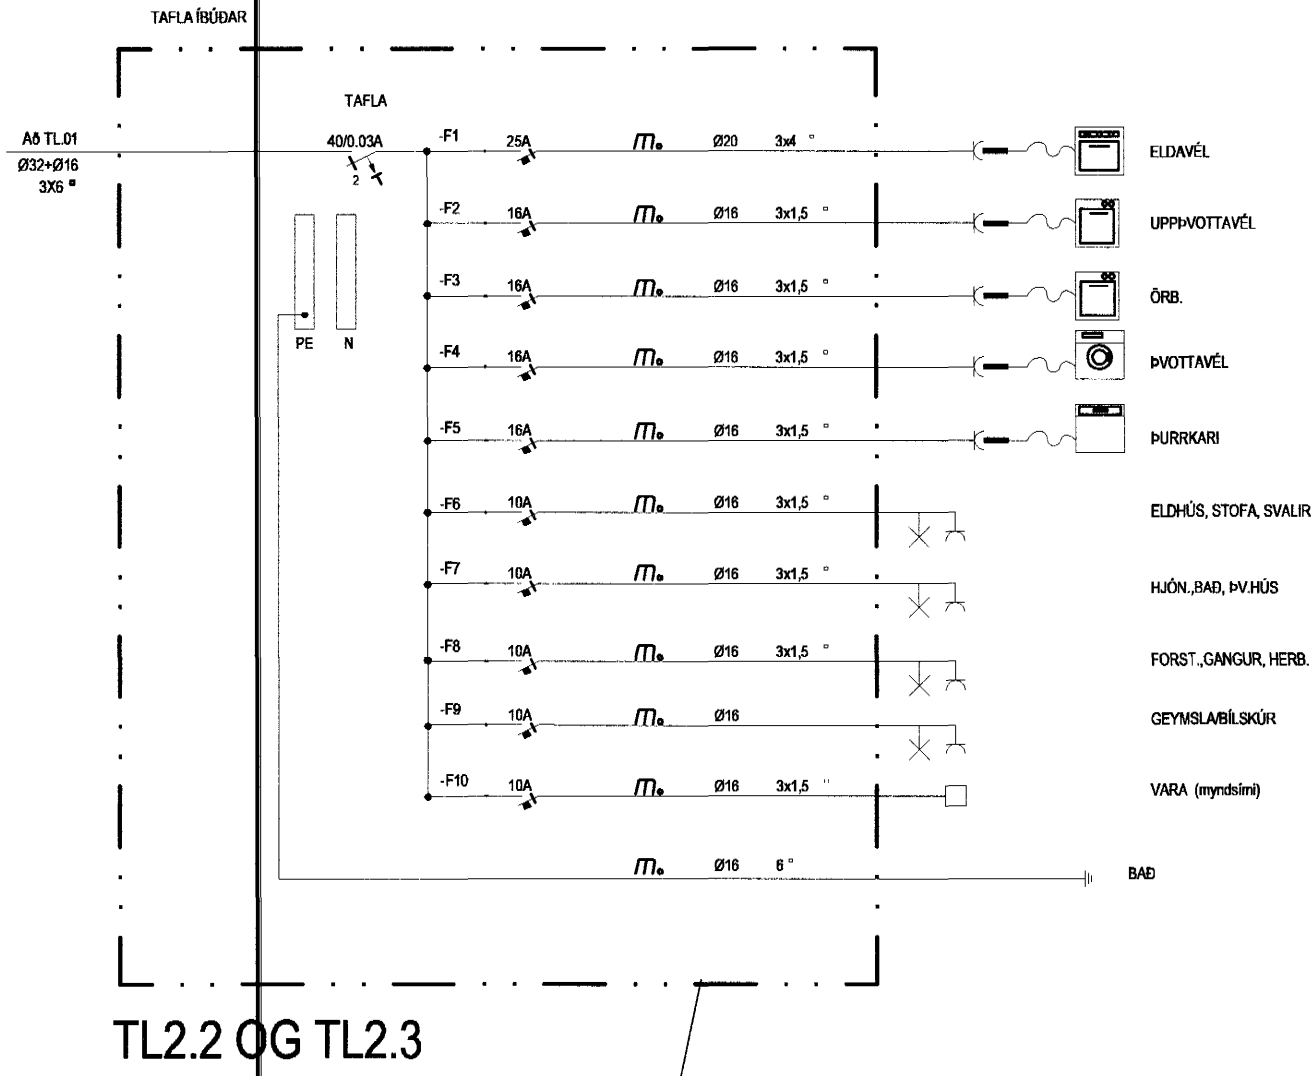 TAFLA ÍBÚÐAR
TAFLA
Að TL.01
Ø32+Ø16
3X6 ▫
40/0.03A
2
PE
N
-F1 25A m. Ø20 3x4 ▫ ELDAVÉL
-F2 16A m. Ø16 3x1,5 ▫ UPPÞVOTTAVÉL
-F3 16A m. Ø16 3x1,5 ▫ ÖRB.
-F4 16A m. Ø16 3x1,5 ▫ ÞVOTTAVÉL
-F5 16A m. Ø16 3x1,5 ▫ ÞURRKARI
-F6 10A m. Ø16 3x1,5 ▫ ELDHÚS, STOFA, SVALIR
-F7 10A m. Ø16 3x1,5 ▫ HJÓN.,BAÐ, ÞV.HÚS
-F8 10A m. Ø16 3x1,5 ▫ FORST.,GANGUR, HERB.
-F9 10A m. Ø16 GEYMSLA/BÍLSKÚR
-F10 10A m. Ø16 3x1,5 ▫ VARA (myndsími)
m. Ø16 6 ▫ BAÐ
TL2.2 OG TL2.3